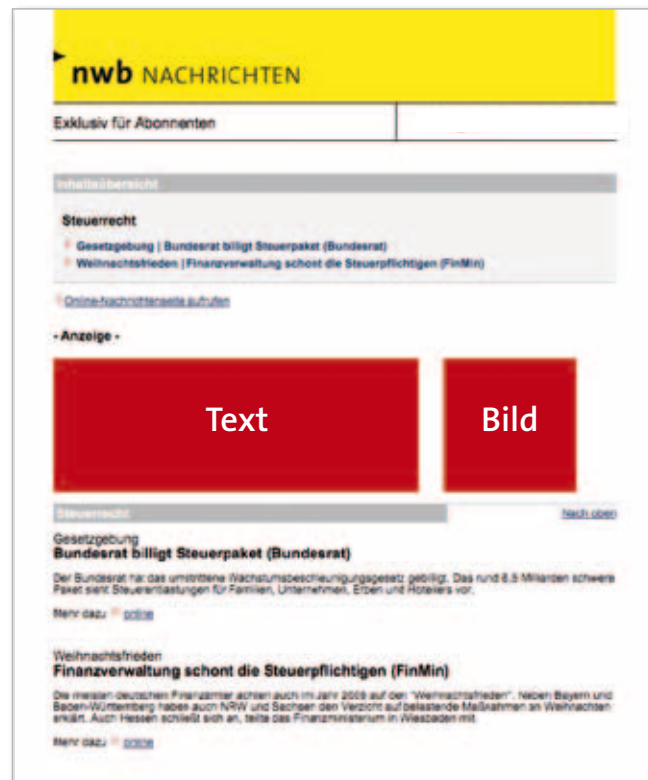 nwb NACHRICHTEN
Exklusiv für Abonnenten
Inhaltsübersicht
Steuerrecht
Gesetzgebung | Bundesrat billigt Steuerpaket (Bundesrat)
Weihnachtsfrieden | Finanzverwaltung schont die Steuerpflichtigen (FinMin)
Online-Nachrichtenseite aufrufen
- Anzeige -
Text Bild
Steuerrecht Nach oben
Gesetzgebung
Bundesrat billigt Steuerpaket (Bundesrat)
Der Bundesrat hat das umstrittene Wachstumsbeschleunigungsgesetz gebilligt. Das rund 8,5 Milliarden schwere
Paket sieht Steuerentlastungen für Familien, Unternehmen, Erben und Hoteliers vor.
Mehr dazu online
Weihnachtsfrieden
Finanzverwaltung schont die Steuerpflichtigen (FinMin)
Die meisten deutschen Finanzämter achten auch im Jahr 2009 auf den "Weihnachtsfrieden". Neben Bayern und
Baden-Württemberg haben auch NRW und Sachsen den Verzicht auf belastende Maßnahmen an Weihnachten
erklärt. Auch Hessen schließt sich an, teilte das Finanzministerium in Wiesbaden mit.
Mehr dazu online